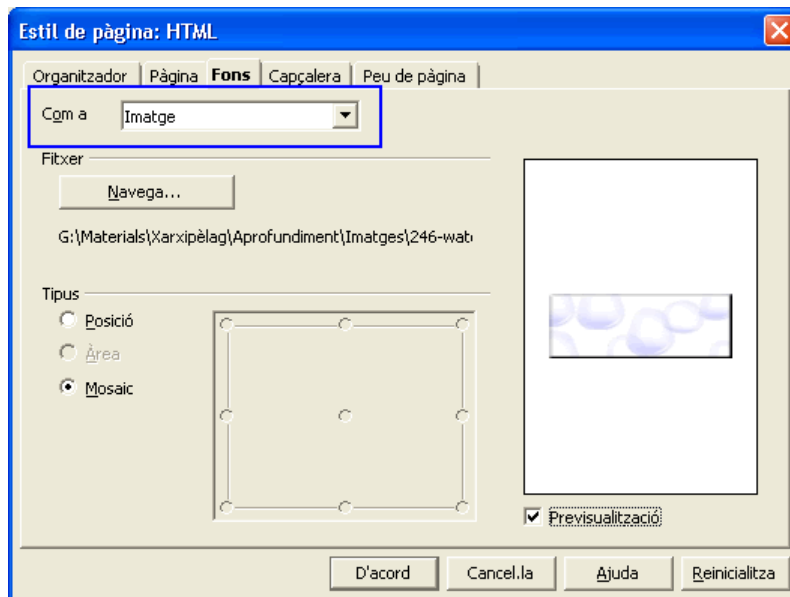 Estil de pàgina: HTML
Organitzador Pàgina Fons Capçalera Peu de pàgina
Com a Imatge
Fitxer
Navega...
G:\Materials\Xarxipèlag\Aprofundiment\Imatges\246-wat
Tipus
Posició
Àrea
Mosaic
Previsualització
D'acord Cancel.la Ajuda Reinicialitza